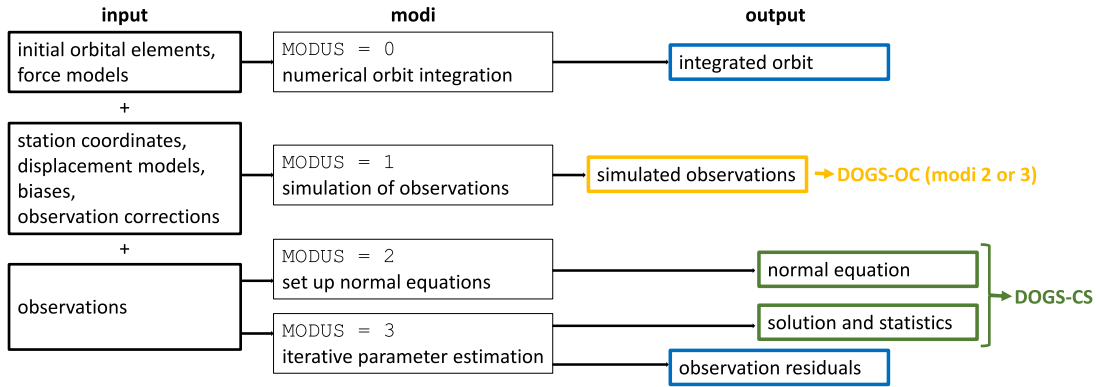 input
modi
output
initial orbital elements,
force models
MODUS = 0
numerical orbit integration
integrated orbit
+
station coordinates,
displacement models,
biases,
observation corrections
MODUS = 1
simulation of observations
simulated observations
DOGS-OC (modi 2 or 3)
+
observations
MODUS = 2
set up normal equations
normal equation
MODUS = 3
iterative parameter estimation
solution and statistics
DOGS-CS
observation residuals